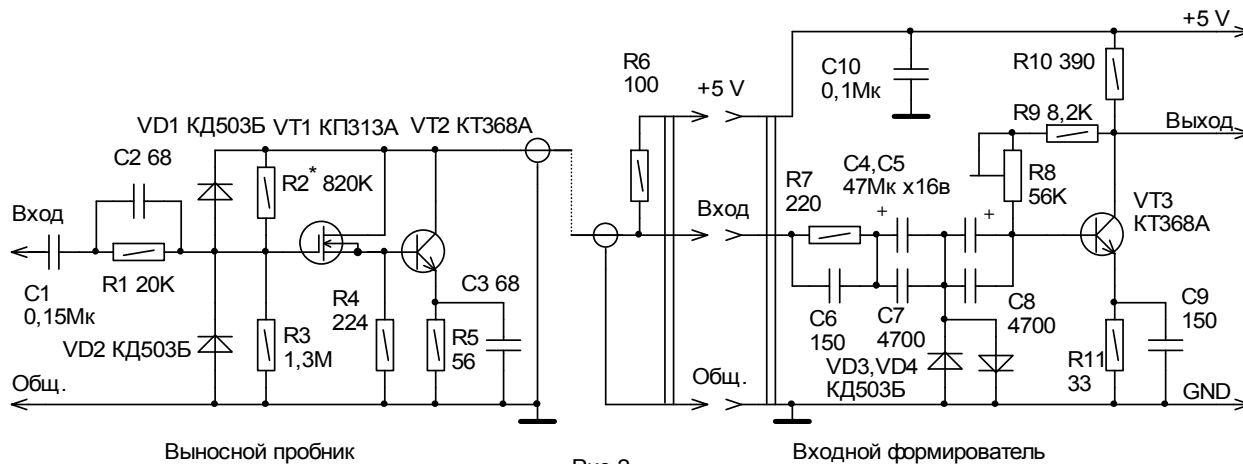 +5 V
R6
100
+5 V
C10
0,1Мк
R10 390
R9 8,2K
Выход
VD1 КД503Б
VT1 КП313А
VT2 КТ368А
C2 68
R2* 820K
C4,C5
47Мк х16в
R8
56K
R7
220
VT3
КТ368А
Вход
Вход
+
+
R1 20K
C3 68
C1
0,15Мк
R4
224
C6
150
C7
4700
C8
4700
C9
150
R3
1,3М
R5
56
VD2 КД503Б
VD3,VD4
КД503Б
R11
33
Общ.
Общ.
GND
Выносной пробник
Входной формирователь